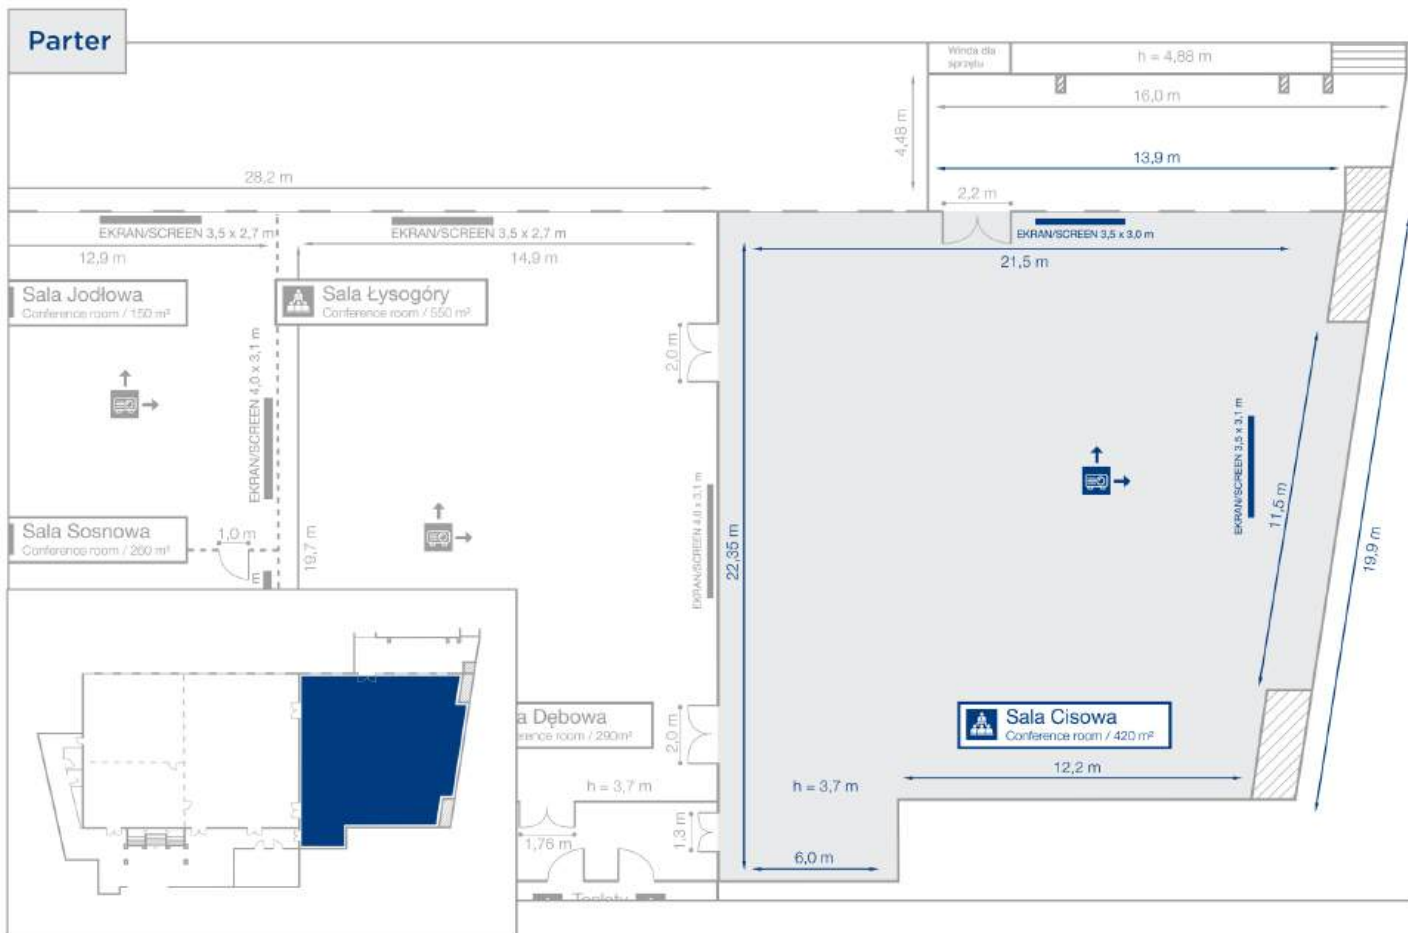 Parter
Winda dla
sprzętu
h = 4,88 m
16,0 m
4,48 m
13,9 m
28,2 m
2,2 m
EKRAN/SCREEN 3,5 x 2,7 m
EKRAN/SCREEN 3,5 x 2,7 m
EKRAN/SCREEN 3,5 x 3,0 m
12,9 m
14,9 m
21,5 m
Sala Jodłowa
Conference room / 150 m²
Sala Łysogóry
Conference room / 550 m²
2,0 m
EKRAN/SCREEN 4,0 x 3,1 m
EKRAN/SCREEN 3,5 x 3,1 m
11,5 m
19,9 m
Sala Sosnowa
Conference room / 260 m²
1,0 m
19,7 m
EKRAN/SCREEN 4,0 x 3,1 m
22,35 m
m
a Dębowa
erence room / 290m²
2,0 m
Sala Cisowa
Conference room / 420 m²
12,2 m
h = 3,7 m
h = 3,7 m
1,76 m
1,3 m
6,0 m